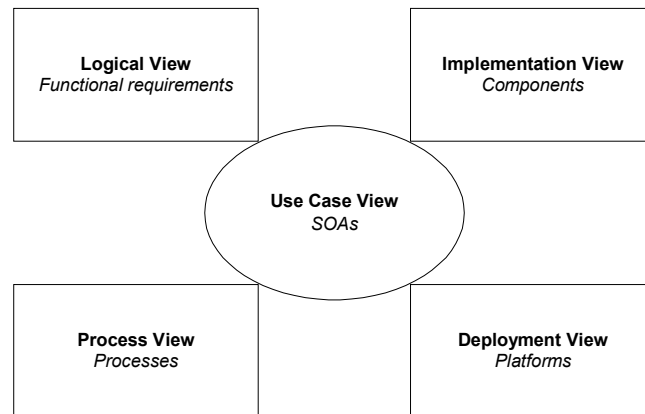 Logical View
Functional requirements
Implementation View
Components
Use Case View
SOAs
Process View
Processes
Deployment View
Platforms